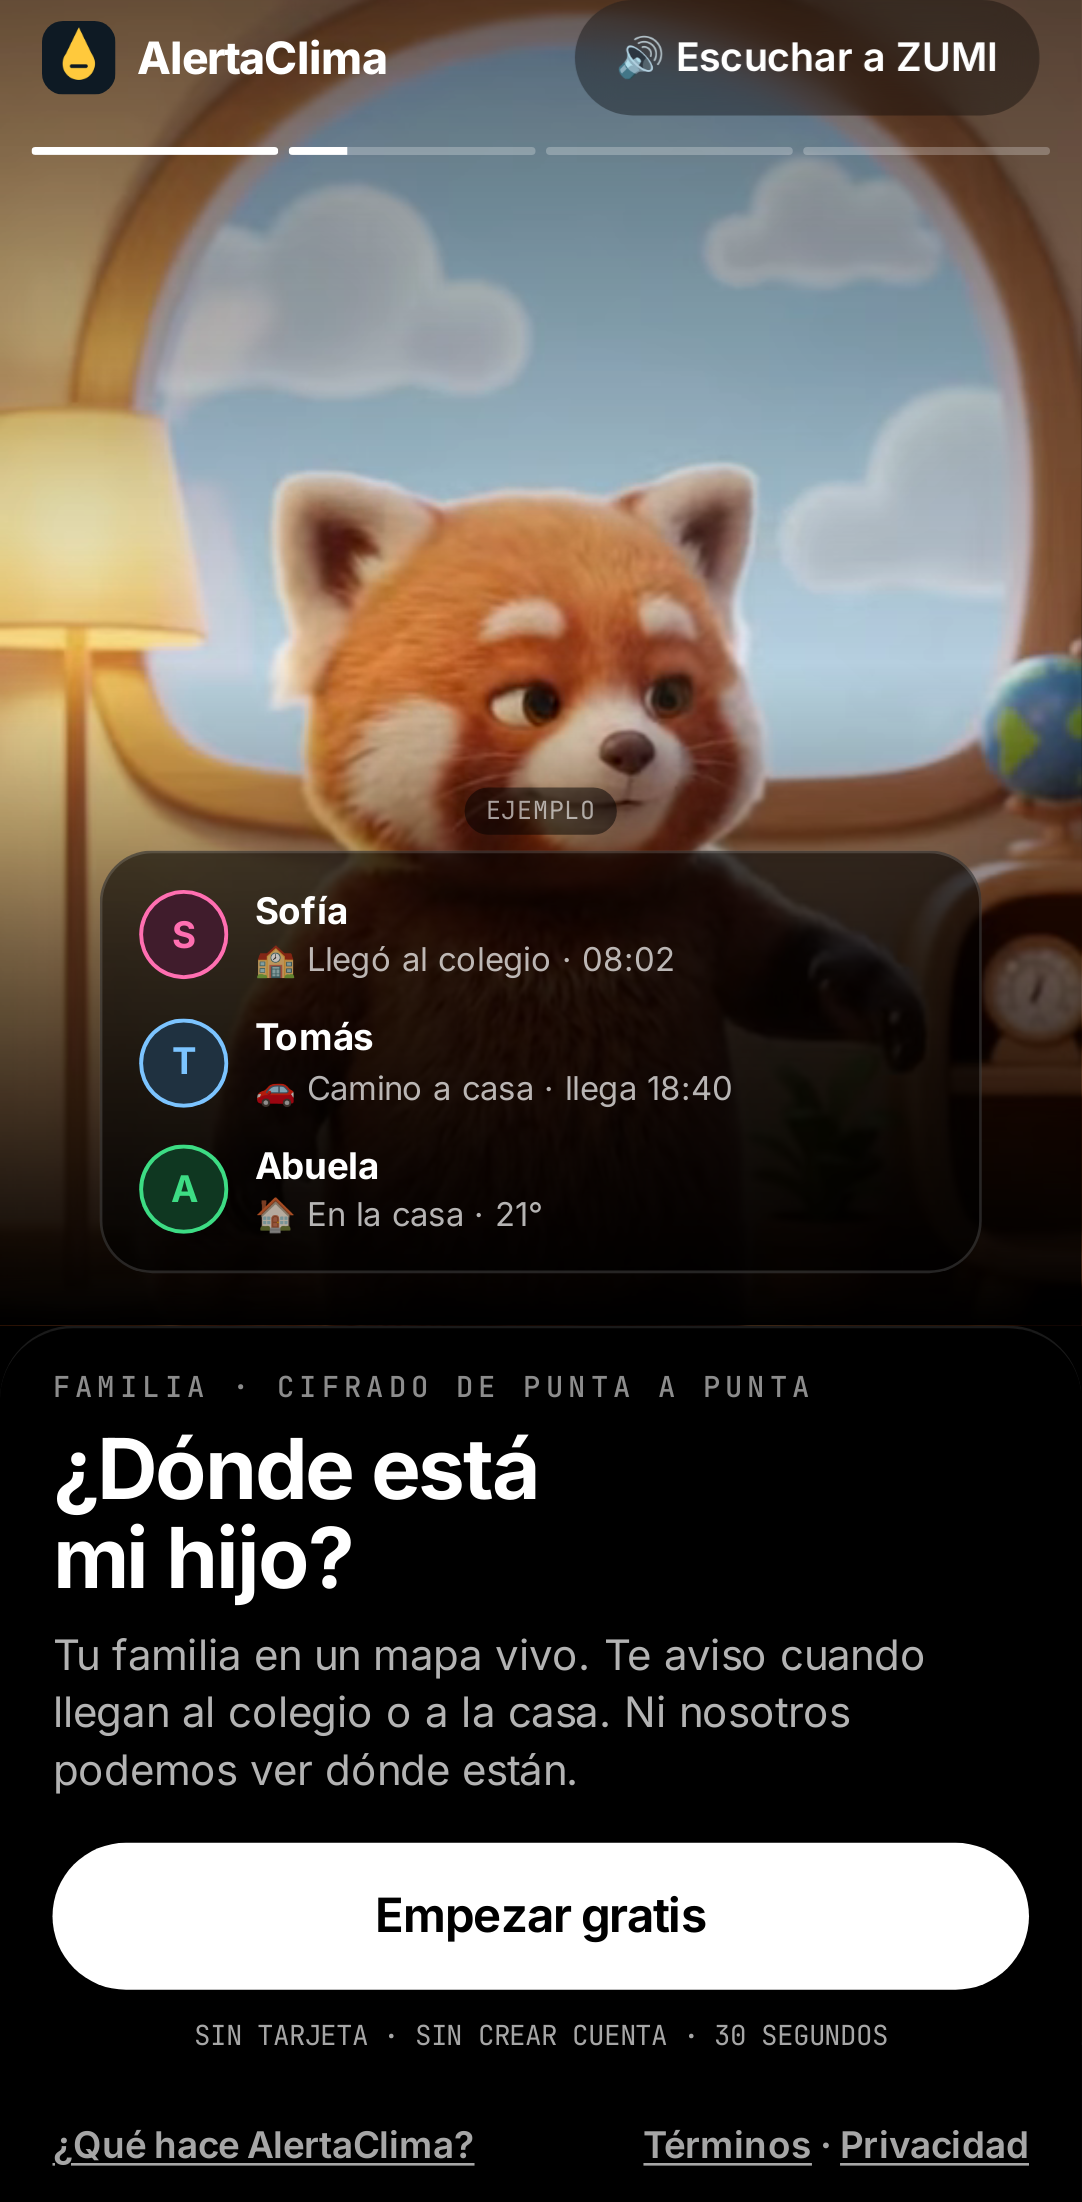 AlertaClima
🔊 Escuchar a ZUMI
EJEMPLO
S
Sofía
🏫 Llegó al colegio · 08:02
T
Tomás
🚗 Camino a casa · llega 18:40
A
Abuela
🏠 En la casa · 21°
FAMILIA · CIFRADO DE PUNTA A PUNTA
¿Dónde está
mi hijo?
Tu familia en un mapa vivo. Te aviso cuando
llegan al colegio o a la casa. Ni nosotros
podemos ver dónde están.
Empezar gratis
SIN TARJETA · SIN CREAR CUENTA · 30 SEGUNDOS
¿Qué hace AlertaClima?
Términos · Privacidad